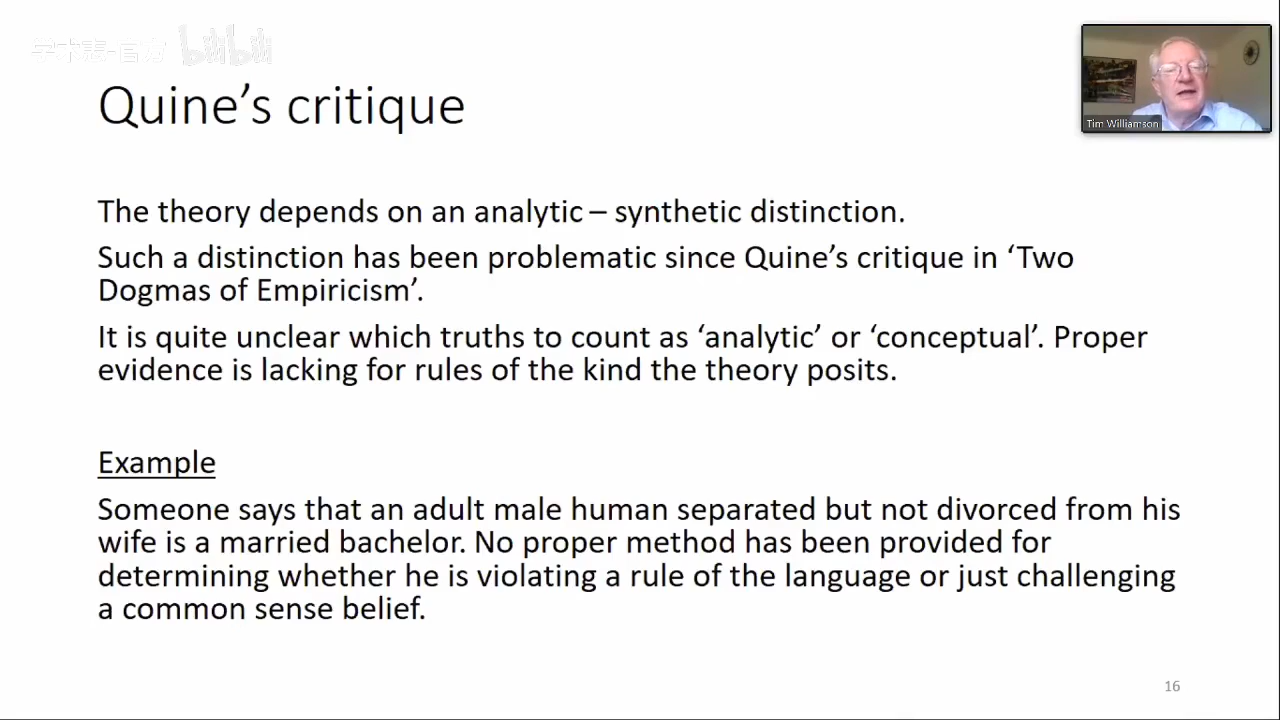 bilibili
Quine’s critique
Tim Williamson
The theory depends on an analytic – synthetic distinction.
Such a distinction has been problematic since Quine’s critique in ‘Two
Dogmas of Empiricism’.
It is quite unclear which truths to count as ‘analytic’ or ‘conceptual’. Proper
evidence is lacking for rules of the kind the theory posits.
Example
Someone says that an adult male human separated but not divorced from his
wife is a married bachelor. No proper method has been provided for
determining whether he is violating a rule of the language or just challenging
a common sense belief.
16